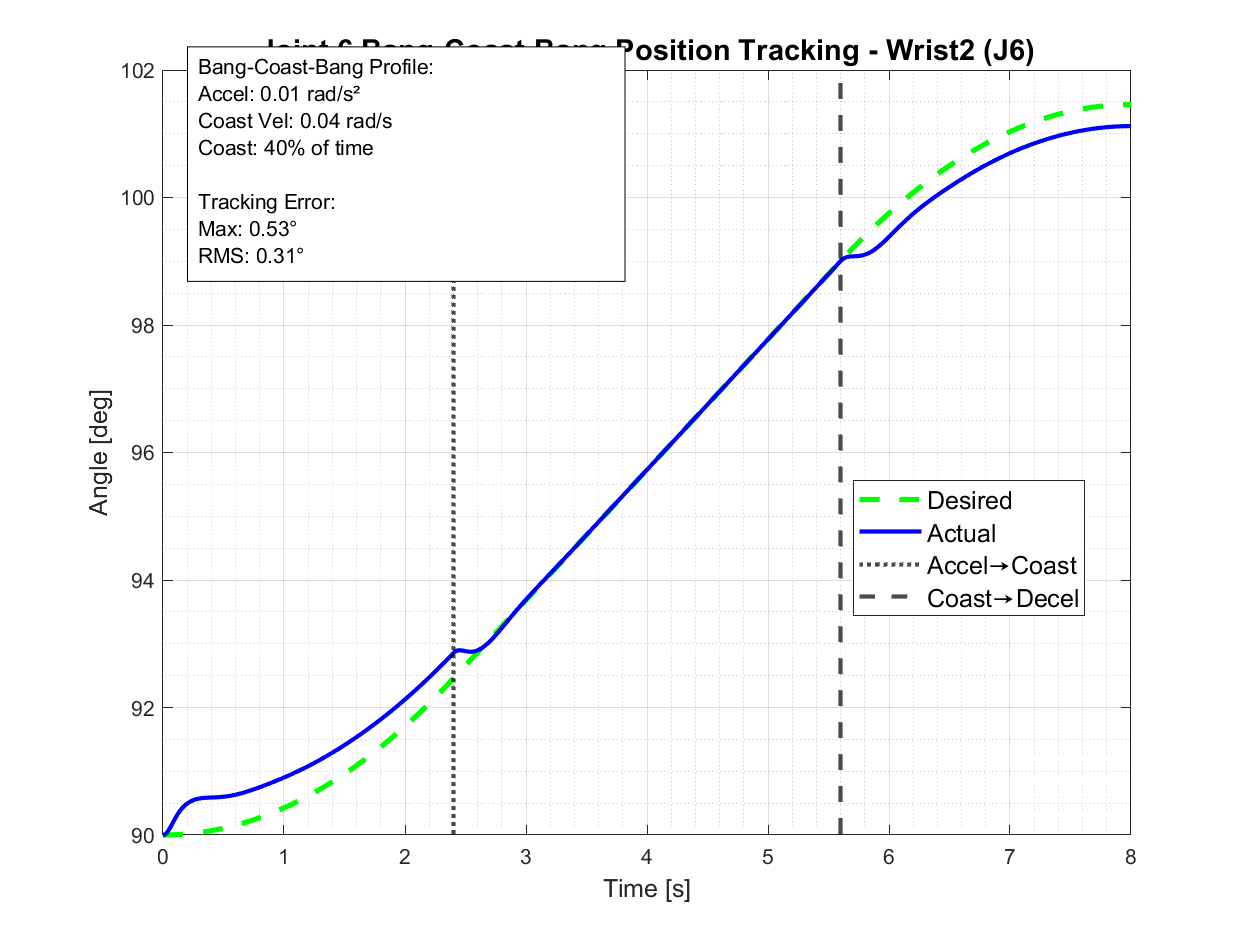 Joint 6 Bang-Coast-Bang Position Tracking - Wrist2 (J6)
Bang-Coast-Bang Profile:
Accel: 0.01 rad/s²
Coast Vel: 0.04 rad/s
Coast: 40% of time
Tracking Error:
Max: 0.53°
RMS: 0.31°
102
100
98
96
94
92
90
Angle [deg]
Desired
Actual
Accel→Coast
Coast→Decel
0 1 2 3 4 5 6 7 8
Time [s]